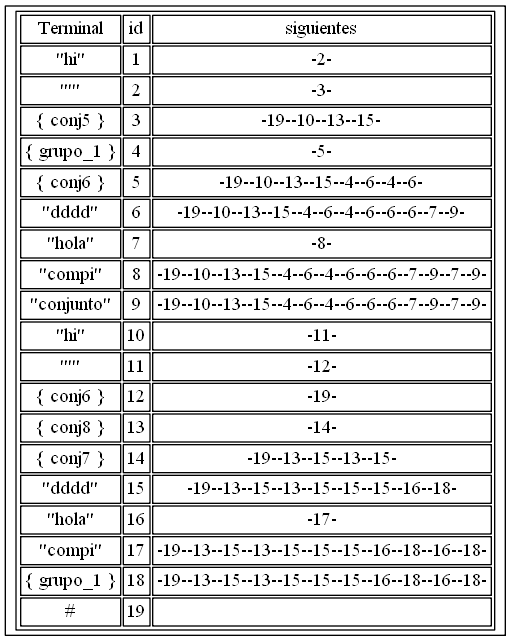 Terminal id siguientes
"hi" 1 -2-
""" 2 -3-
{ conj5 } 3 -19--10--13--15-
{ grupo_1 } 4 -5-
{ conj6 } 5 -19--10--13--15--4--6--4--6-
"dddd" 6 -19--10--13--15--4--6--4--6--6--6--7--9-
"hola" 7 -8-
"compi" 8 -19--10--13--15--4--6--4--6--6--6--7--9--7--9-
"conjunto" 9 -19--10--13--15--4--6--4--6--6--6--7--9--7--9-
"hi" 10 -11-
""" 11 -12-
{ conj6 } 12 -19-
{ conj8 } 13 -14-
{ conj7 } 14 -19--13--15--13--15-
"dddd" 15 -19--13--15--13--15--15--15--16--18-
"hola" 16 -17-
"compi" 17 -19--13--15--13--15--15--15--16--18--16--18-
{ grupo_1 } 18 -19--13--15--13--15--15--15--16--18--16--18-
# 19